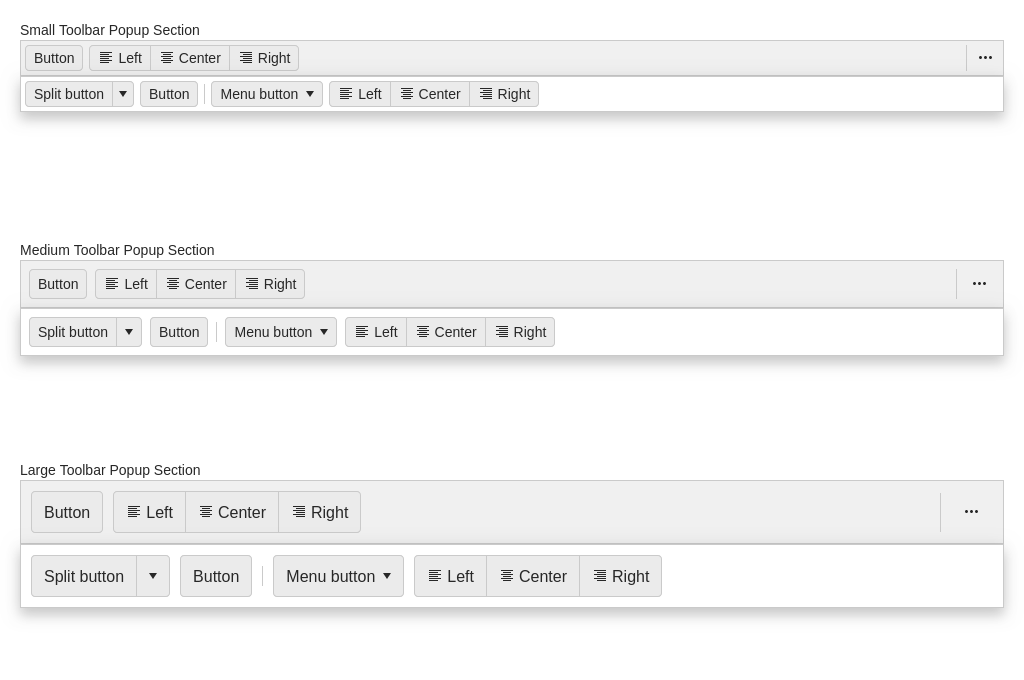 Small Toolbar Popup Section
Button Left Center Right
Split button Button Menu button Left Center Right
Medium Toolbar Popup Section
Button Left Center Right
Split button Button Menu button Left Center Right
Large Toolbar Popup Section
Button Left Center Right
Split button Button Menu button Left Center Right